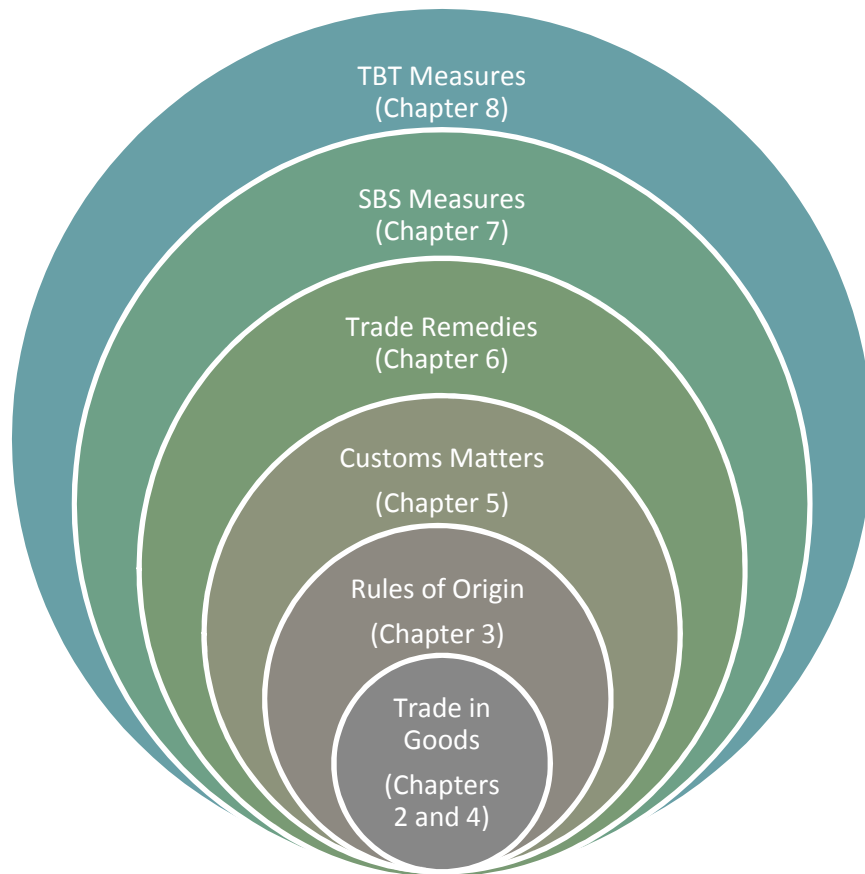 TBT Measures
(Chapter 8)
SBS Measures
(Chapter 7)
Trade Remedies
(Chapter 6)
Customs Matters
(Chapter 5)
Rules of Origin
(Chapter 3)
Trade in
Goods
(Chapters
2 and 4)